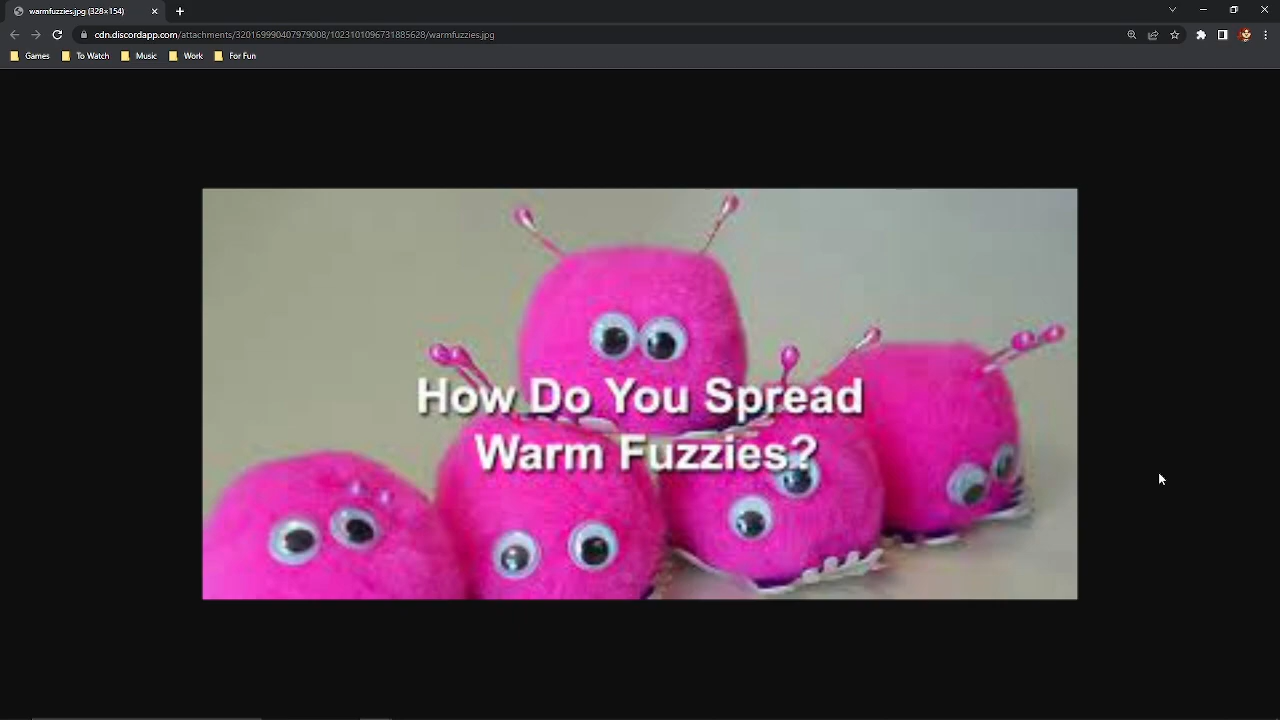 warmfuzzies.jpg (328×154)
cdn.discordapp.com/attachments/320169990407979008/1023101096731885628/warmfuzzies.jpg
Games
To Watch
Music
Work
For Fun
How Do You Spread
Warm Fuzzies?